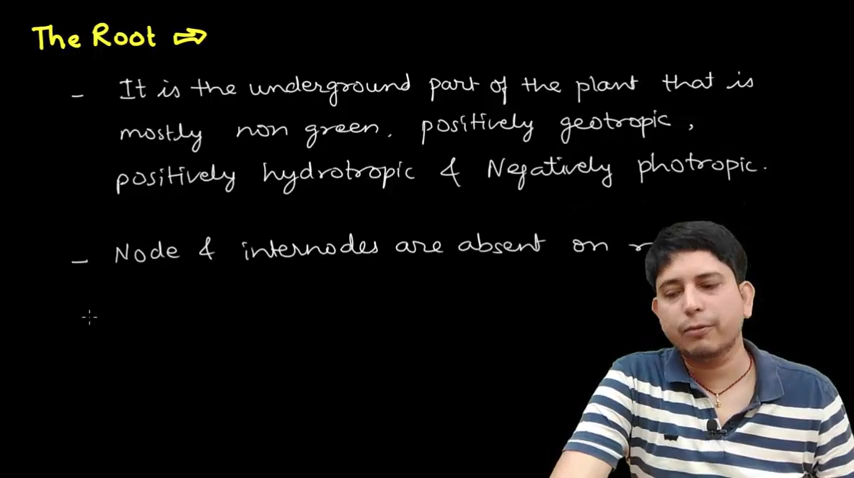 The Root ⇒
- It is the underground part of the plant that is
mostly non green, positively geotropic,
positively hydrotropic & Negatively photropic.
- Node & internodes are absent on